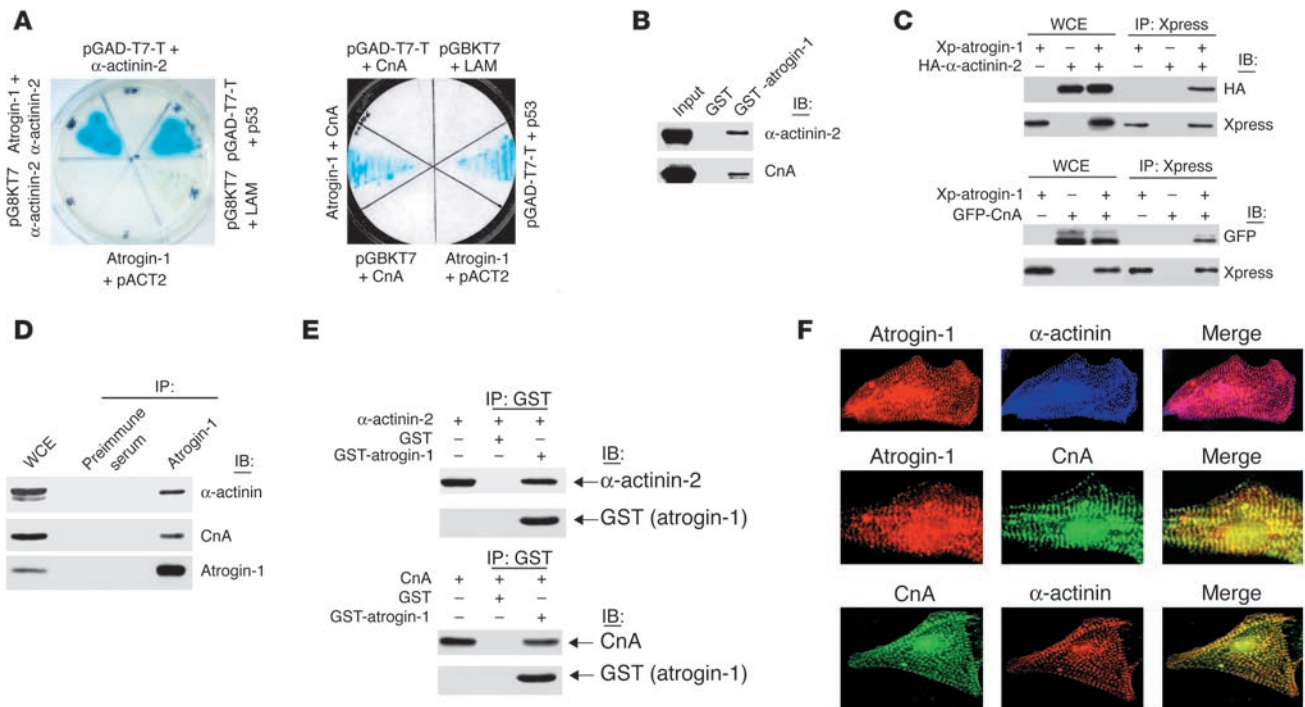 A
pGAD-T7-T +
α-actinin-2
Atrogin-1 +
α-actinin-2
pGAD-T7-T
+ p53
pG8KT7
α-actinin-2
pG8KT7
+ LAM
Atrogin-1
+ pACT2
pGAD-T7-T
+ CnA
pGBKT7
+ LAM
Atrogin-1 + CnA
pGAD-T7-T + p53
pGBKT7
+ CnA
Atrogin-1
+ pACT2
B
Input
GST
GST -atrogin-1
IB:
α-actinin-2
CnA
C
WCE
IP: Xpress
Xp-atrogin-1 + – + + – +
HA-α-actinin-2 – + + – + +
IB:
HA
Xpress
WCE
IP: Xpress
Xp-atrogin-1 + – + + – +
GFP-CnA – + + – + +
IB:
GFP
Xpress
D
IP:
WCE
Preimmune
serum
Atrogin-1
IB:
α-actinin
CnA
Atrogin-1
E
IP: GST
α-actinin-2 + + +
GST – + –
GST-atrogin-1 – – +
IB:
α-actinin-2
GST (atrogin-1)
IP: GST
CnA + + +
GST – + –
GST-atrogin-1 – – +
IB:
CnA
GST (atrogin-1)
F
Atrogin-1
α-actinin
Merge
Atrogin-1
CnA
Merge
CnA
α-actinin
Merge